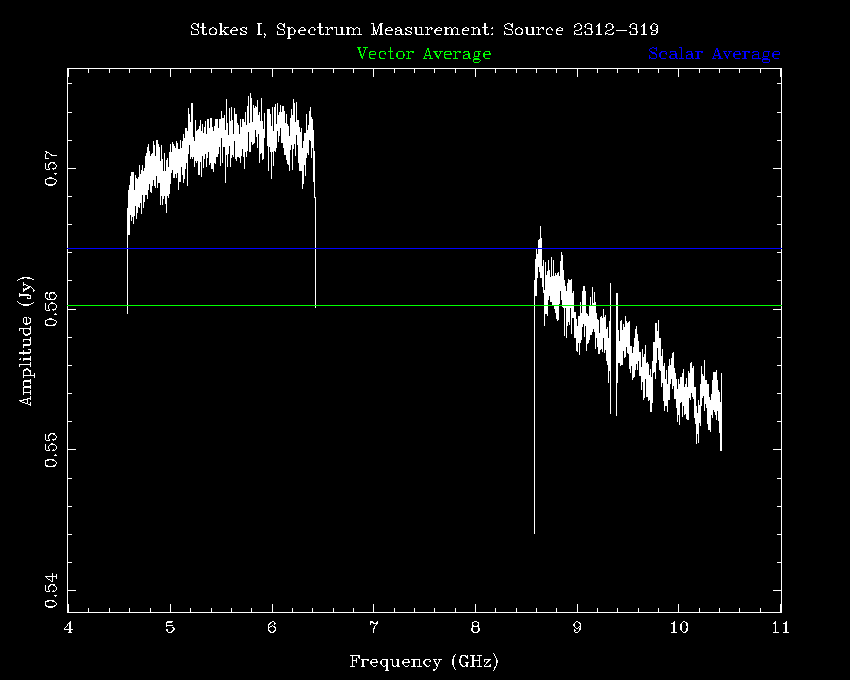 Stokes I, Spectrum Measurement: Source 2312-319
Vector Average Scalar Average
0.57
0.56
0.55
0.54
Amplitude (Jy)
4 5 6 7 8 9 10 11
Frequency (GHz)